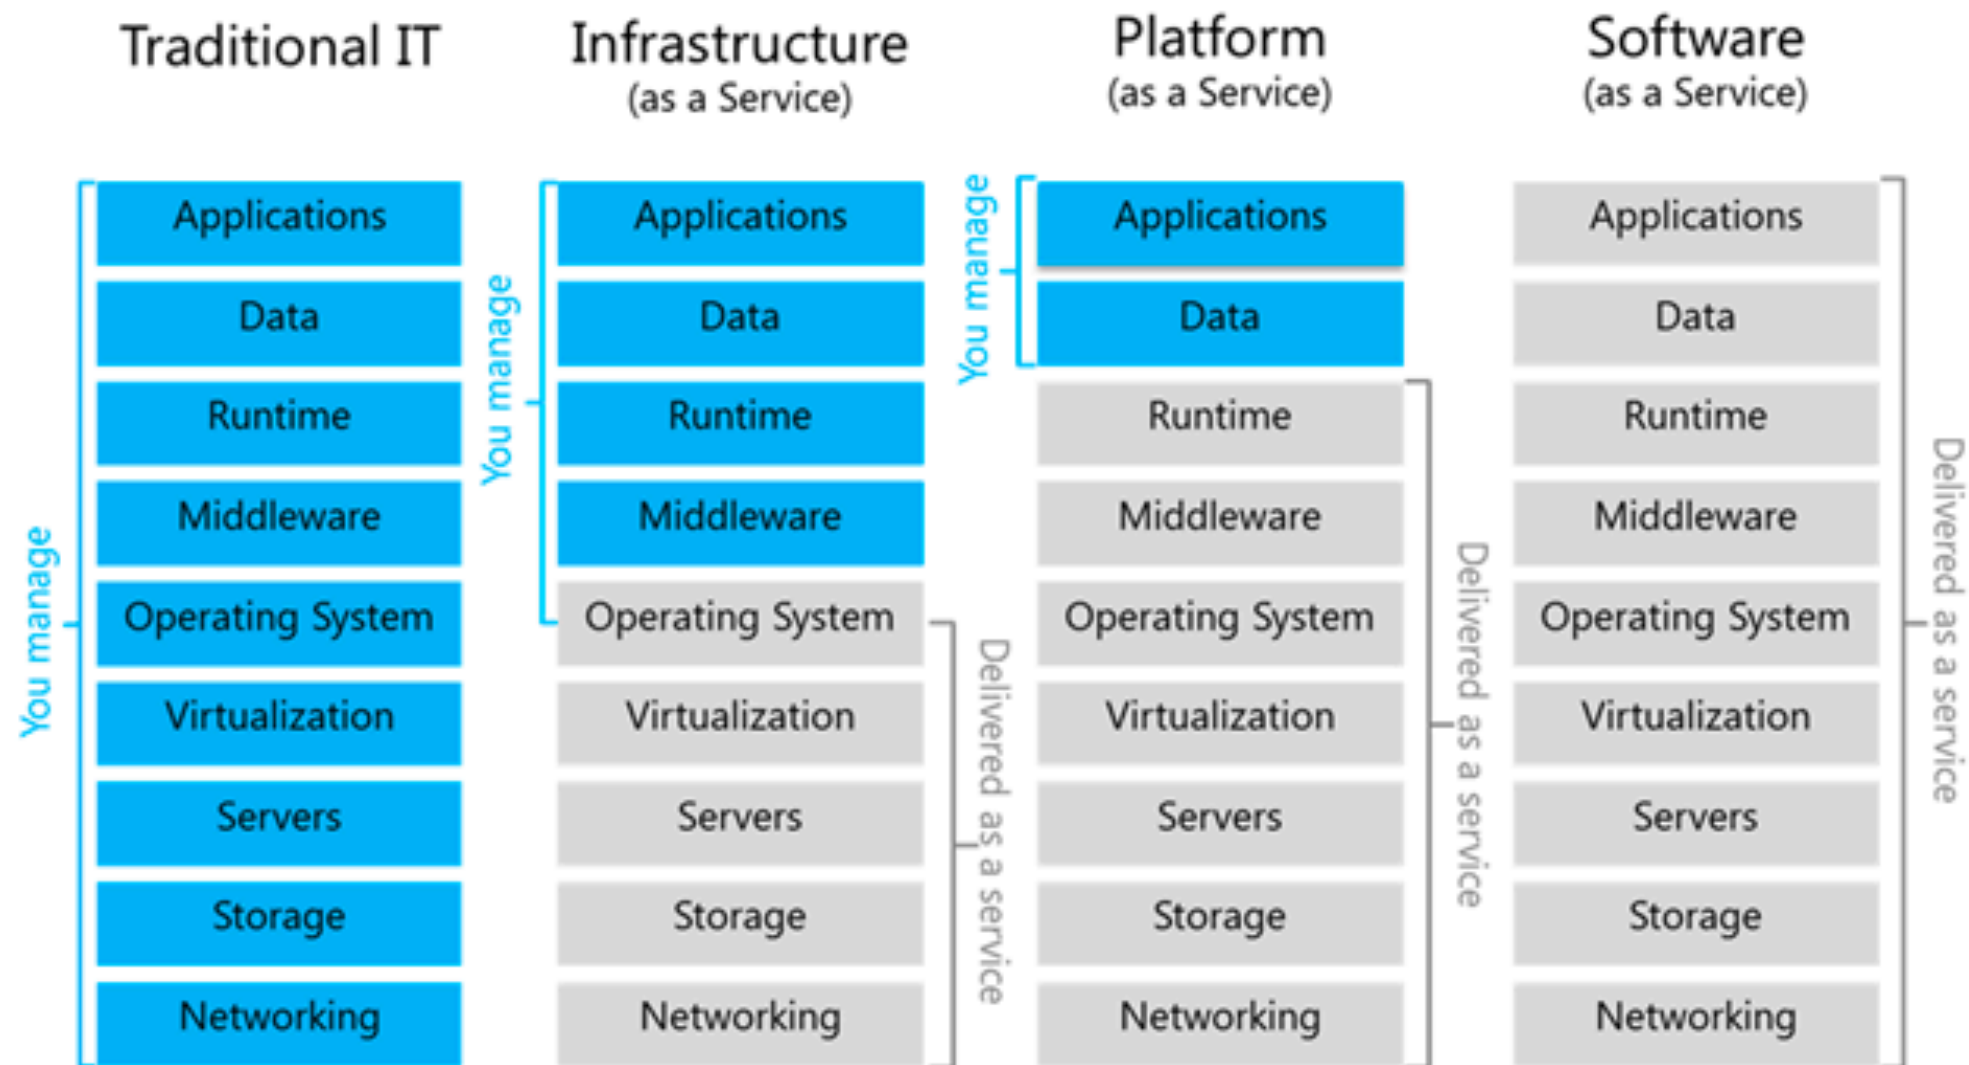 Traditional IT
You manage
Applications
Data
Runtime
Middleware
Operating System
Virtualization
Servers
Storage
Networking
Infrastructure
(as a Service)
You manage
Applications
Data
Runtime
Middleware
Operating System
Virtualization
Servers
Storage
Networking
Delivered as a service
Platform
(as a Service)
You manage
Applications
Data
Runtime
Middleware
Operating System
Virtualization
Servers
Storage
Networking
Delivered as a service
Software
(as a Service)
Applications
Data
Runtime
Middleware
Operating System
Virtualization
Servers
Storage
Networking
Delivered as a service